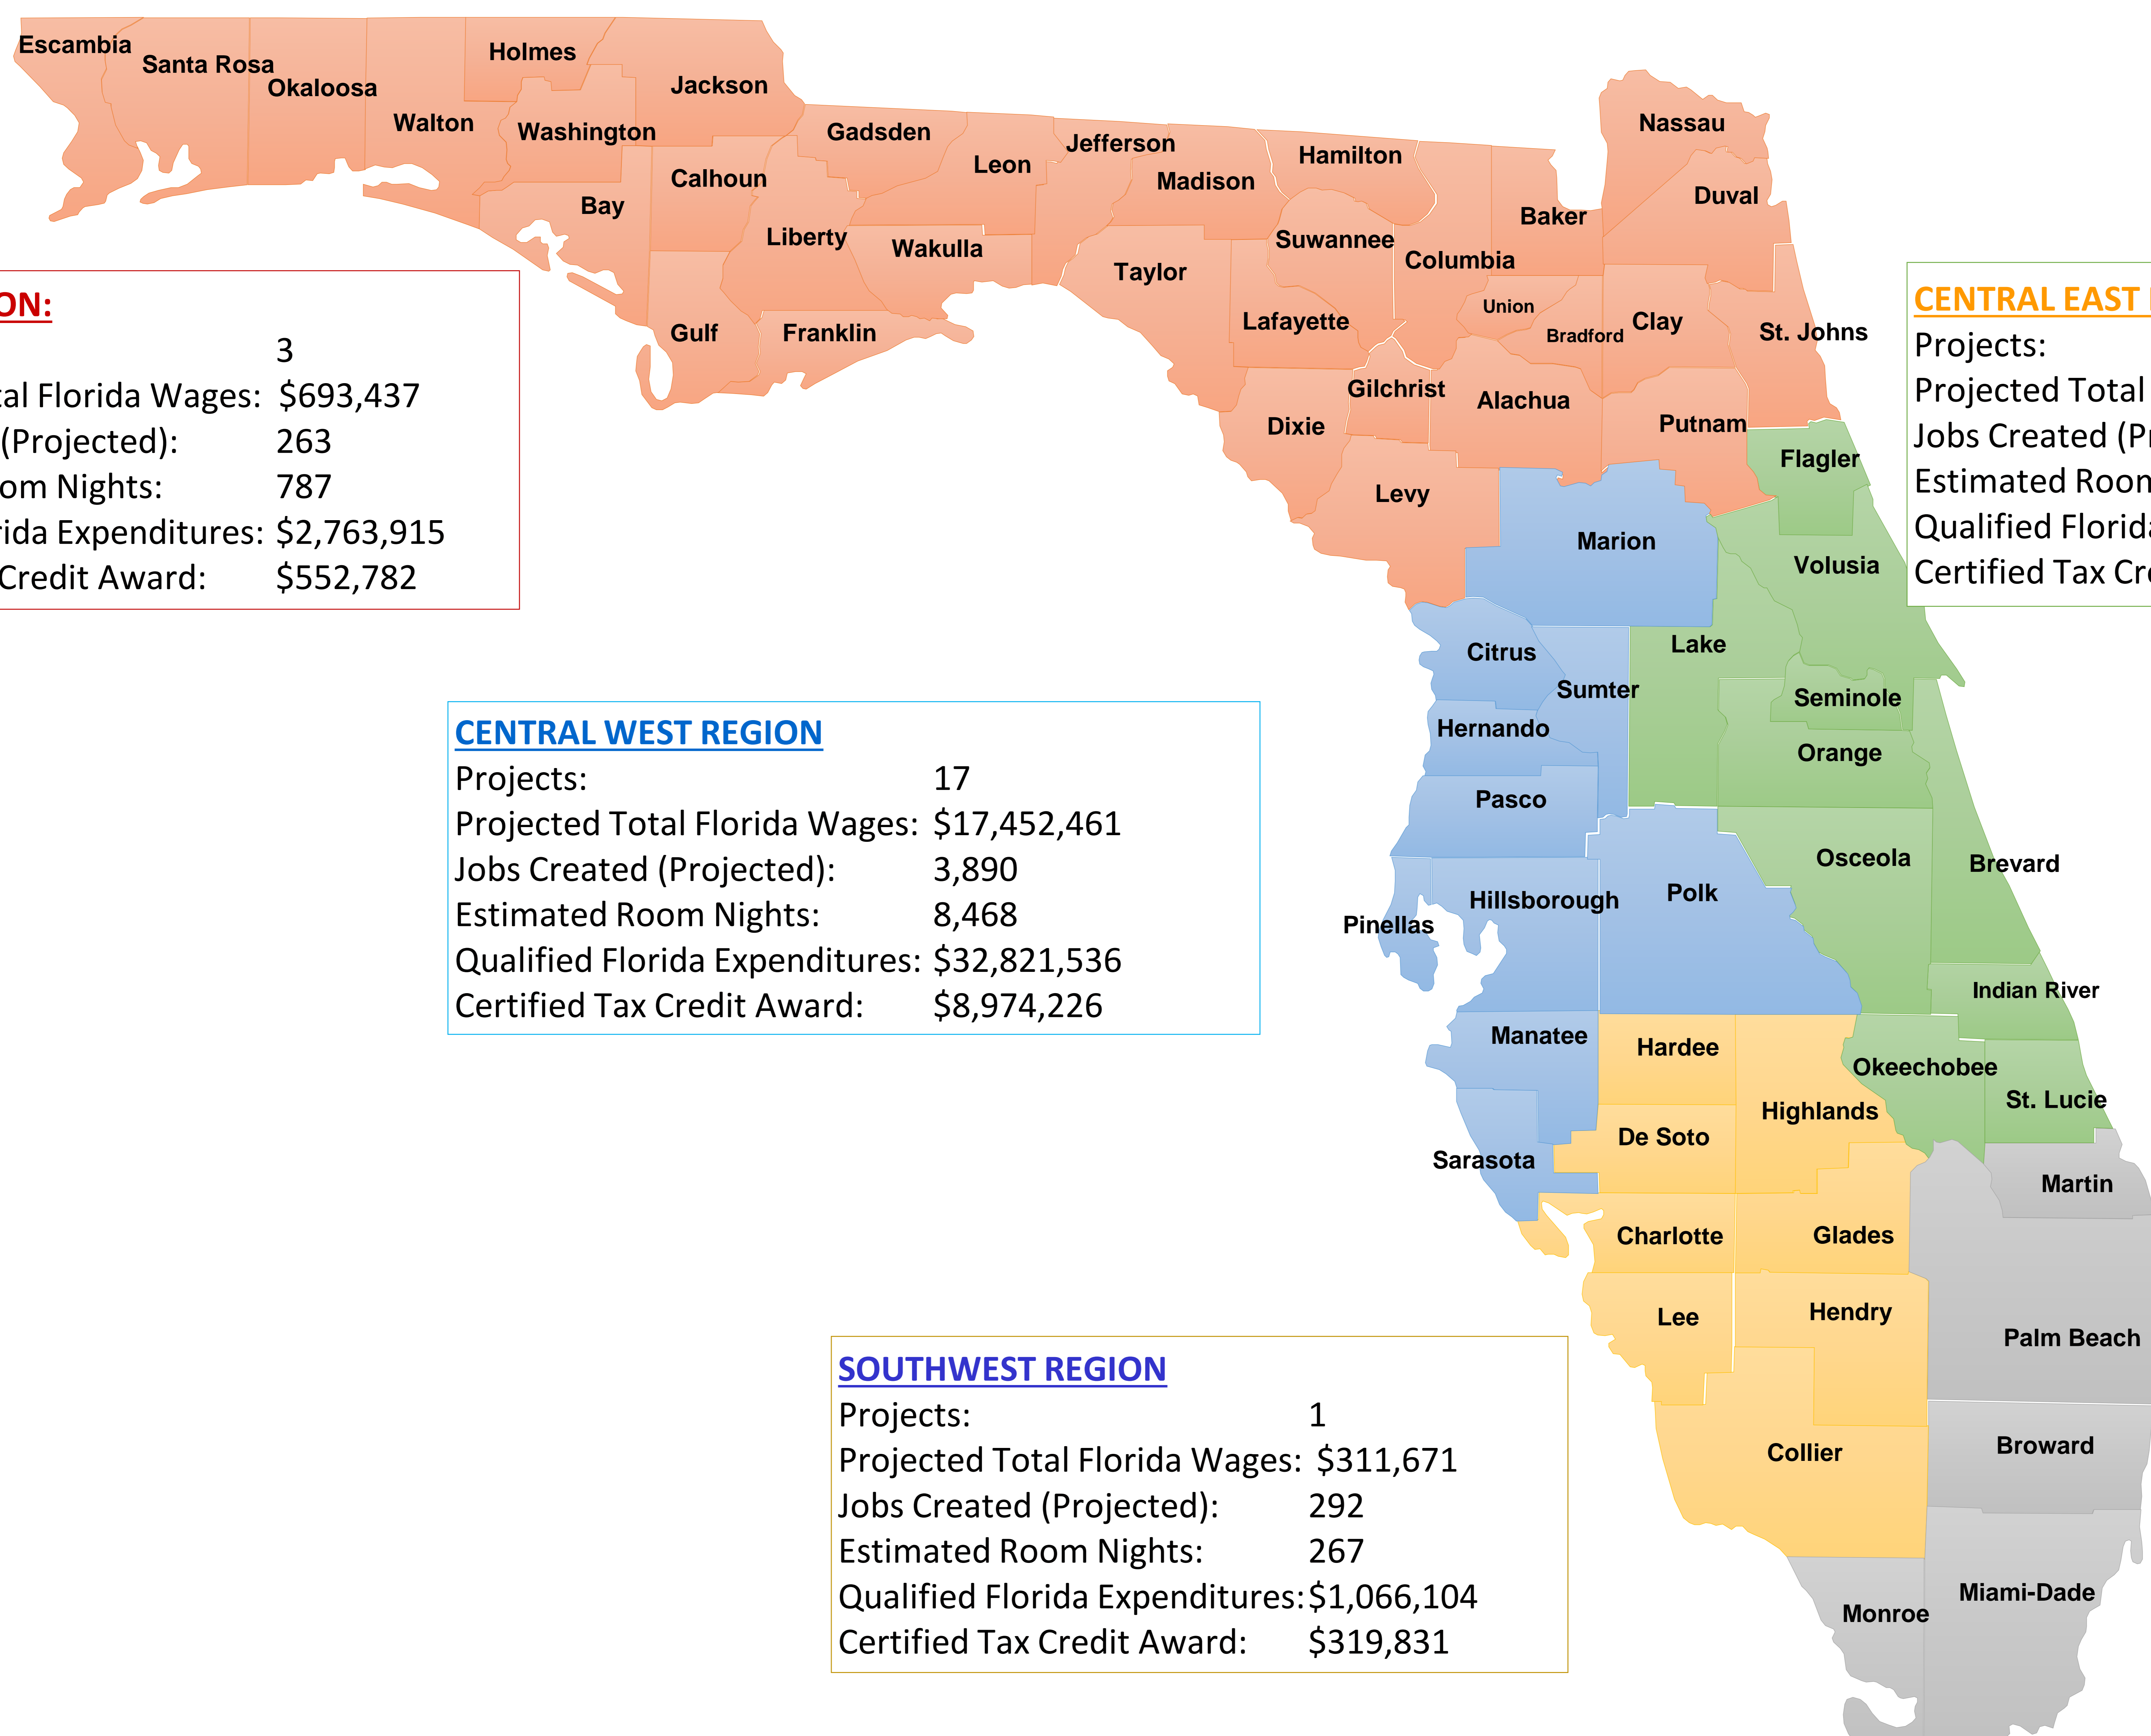 Escambia
Santa Rosa
Okaloosa
Walton
Holmes
Washington
Jackson
Bay
Calhoun
Gulf
Liberty
Gadsden
Franklin
Wakulla
Leon
Jefferson
Madison
Taylor
Hamilton
Suwannee
Lafayette
Columbia
Baker
Nassau
Duval
Union
Bradford
Clay
St. Johns
Dixie
Gilchrist
Alachua
Putnam
Levy
Flagler
Marion
Volusia
Citrus
Sumter
Lake
Seminole
Hernando
Orange
Pasco
Osceola
Brevard
Pinellas
Hillsborough
Polk
Indian River
Manatee
Hardee
Okeechobee
St. Lucie
Highlands
De Soto
Sarasota
Martin
Charlotte
Glades
Lee
Hendry
Palm Beach
Collier
Broward
Monroe
Miami-Dade
ON:
3
tal Florida Wages: $693,437
(Projected): 263
om Nights: 787
rida Expenditures: $2,763,915
Credit Award: $552,782
CENTRAL EAST
Projects:
Projected Total
Jobs Created (Pr
Estimated Room
Qualified Florida
Certified Tax Cre
CENTRAL WEST REGION
Projects: 17
Projected Total Florida Wages: $17,452,461
Jobs Created (Projected): 3,890
Estimated Room Nights: 8,468
Qualified Florida Expenditures: $32,821,536
Certified Tax Credit Award: $8,974,226
SOUTHWEST REGION
Projects: 1
Projected Total Florida Wages: $311,671
Jobs Created (Projected): 292
Estimated Room Nights: 267
Qualified Florida Expenditures: $1,066,104
Certified Tax Credit Award: $319,831